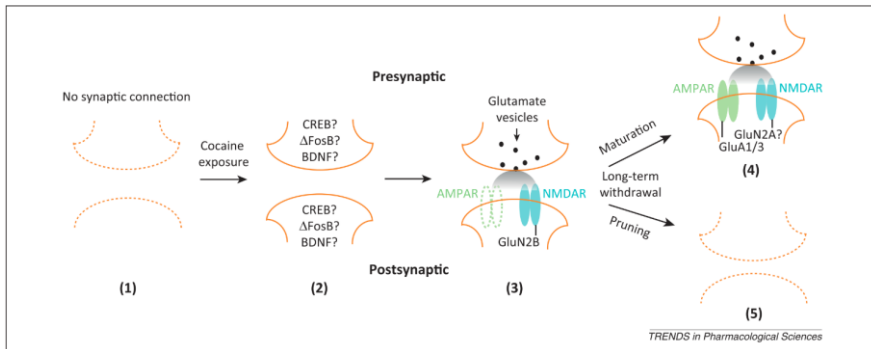 Presynaptic
No synaptic connection
Cocaine
exposure
CREB?
ΔFosB?
BDNF?
CREB?
ΔFosB?
BDNF?
Postsynaptic
(1)
(2)
Glutamate
vesicles
AMPAR
NMDAR
GluN2B
(3)
Maturation
Long-term
withdrawal
Pruning
AMPAR
NMDAR
GluN2A?
GluA1/3
(4)
(5)
TRENDS in Pharmacological Sciences